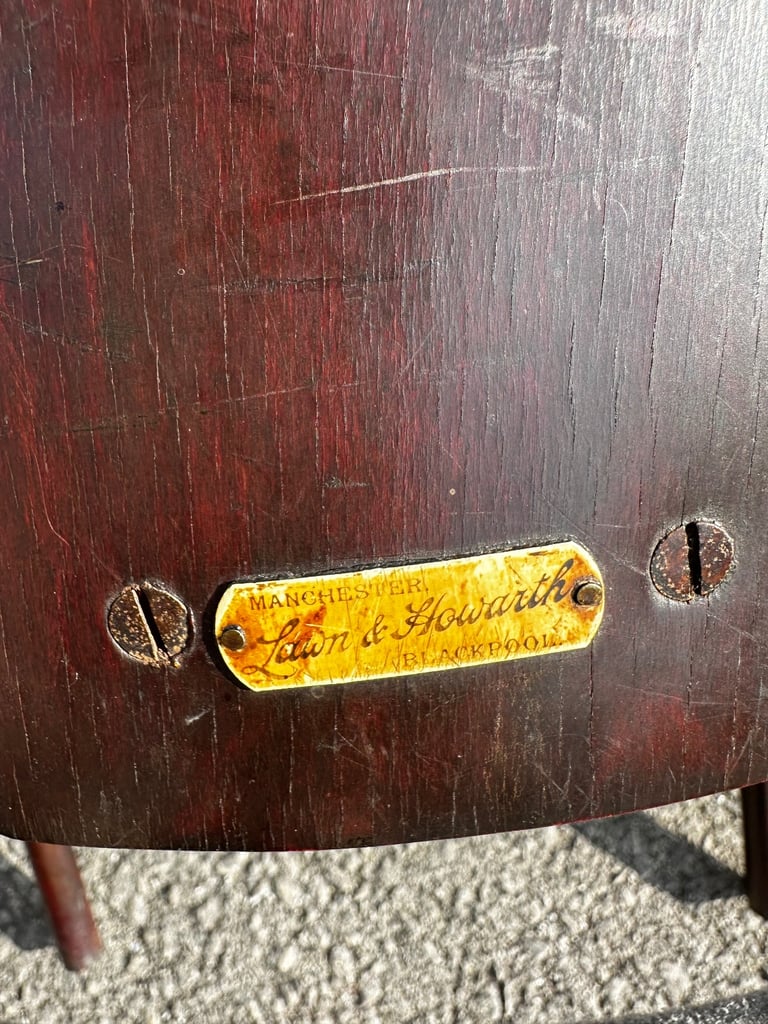 MANCHESTER.
Lawn & Howarth
BLACKPOOL.